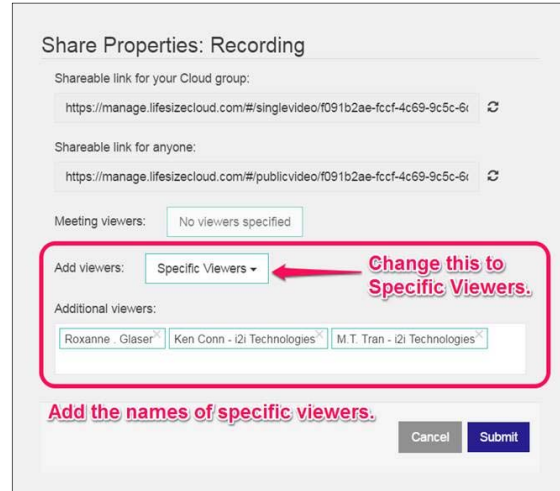 Share Properties: Recording
Shareable link for your Cloud group:
https://manage.lifesizecloud.com/#/singlevideo/f091b2ae-fccf-4c69-9c5c-6c
Shareable link for anyone:
https://manage.lifesizecloud.com/#/publicvideo/f091b2ae-fccf-4c69-9c5c-6c
Meeting viewers: No viewers specified
Add viewers: Specific Viewers
Change this to
Specific Viewers.
Additional viewers:
Roxanne . Glaser Ken Conn - i2i Technologies M.T. Tran - i2i Technologies
Add the names of specific viewers.
Cancel Submit